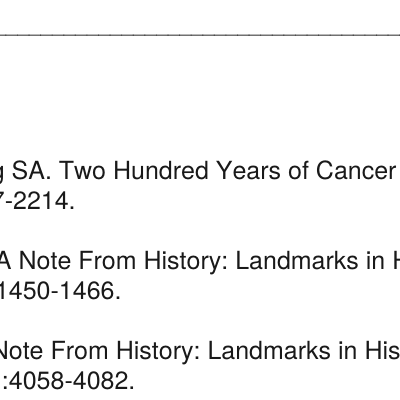 g SA. Two Hundred Years of Cancer
7-2214.
A Note From History: Landmarks in H
1450-1466.
Note From History: Landmarks in His
:4058-4082.